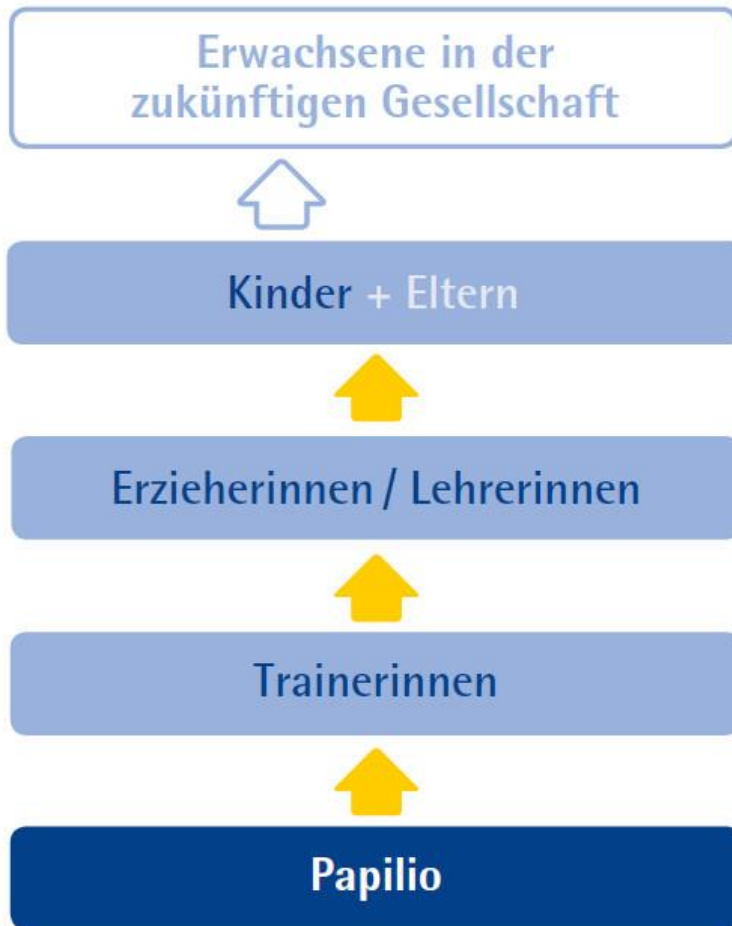 Erwachsene in der
zukünftigen Gesellschaft
Kinder + Eltern
Erzieherinnen / Lehrerinnen
Trainerinnen
Papilio